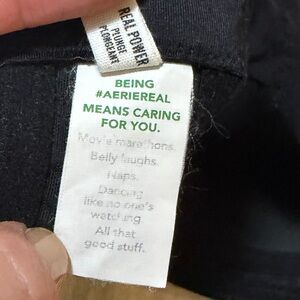 REAL POWER
PLUNGE
PLONGEANT
BEING
#AERIEREAL
MEANS CARING
FOR YOU.
Movie marathons.
Belly laughs.
Naps.
Dancing
like no one's
watching.
All that
good stuff.